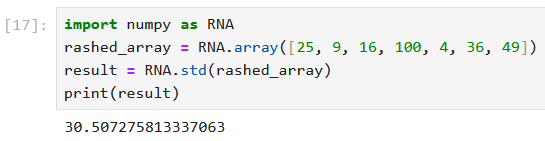 [17]: import numpy as RNA
rashed_array = RNA.array([25, 9, 16, 100, 4, 36, 49])
result = RNA.std(rashed_array)
print(result)
30.507275813337063